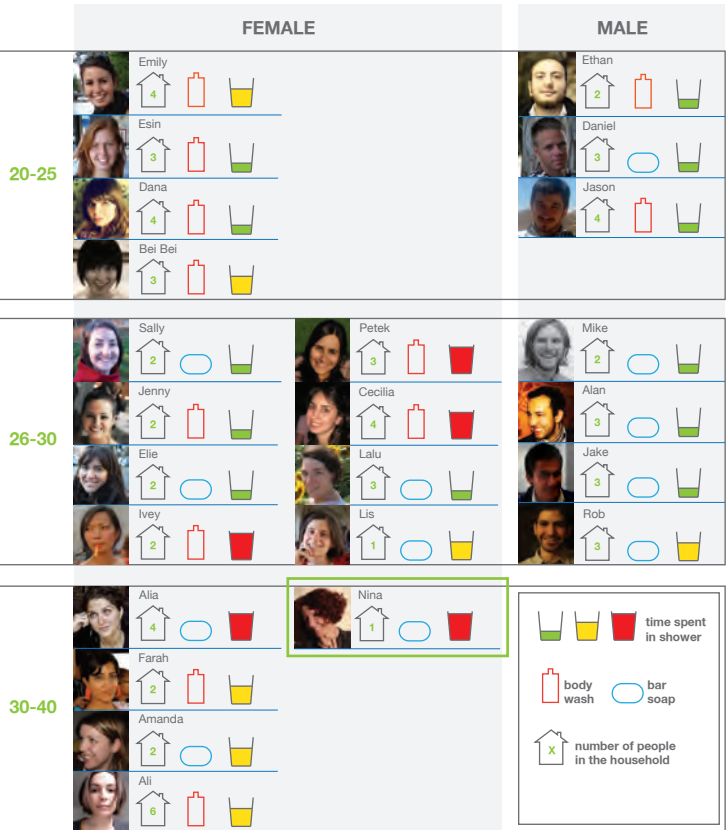 FEMALE
MALE
20-25
Emily
4
Esin
3
Dana
4
Bei Bei
3
Ethan
2
Daniel
3
Jason
4
26-30
Sally
2
Jenny
2
Elie
2
Ivey
2
Petek
3
Cecilia
4
Lalu
3
Lis
1
Mike
2
Alan
3
Jake
3
Rob
3
30-40
Alia
4
Farah
2
Amanda
2
Ali
6
Nina
1
time spent
in shower
body
wash
bar
soap
X
number of people
in the household